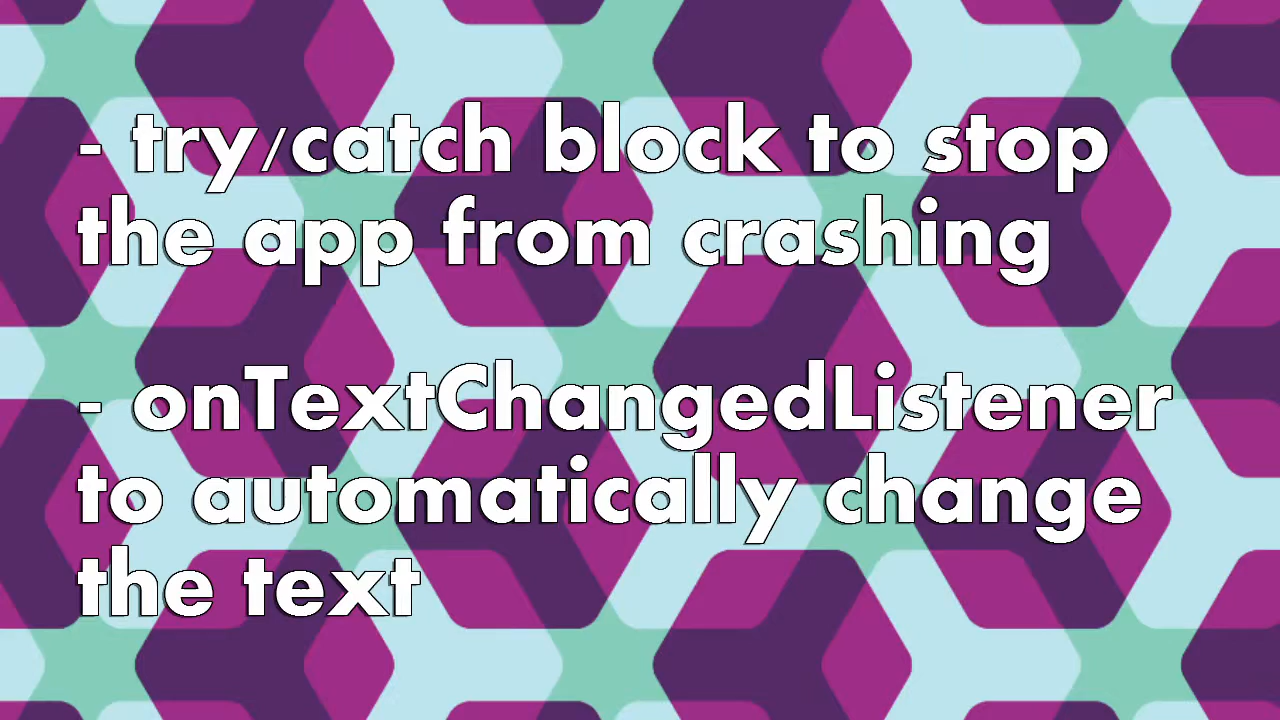 - try/catch block to stop
the app from crashing
- onTextChangedListener
to automatically change
the text